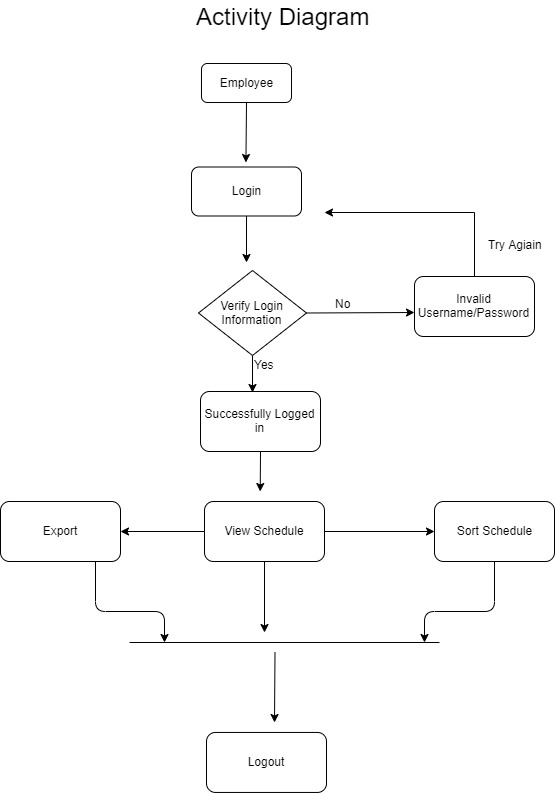 Activity Diagram
Employee
Login
Try Agiain
Verify Login
Information
No
Invalid
Username/Password
Yes
Successfully Logged
in
Export
View Schedule
Sort Schedule
Logout